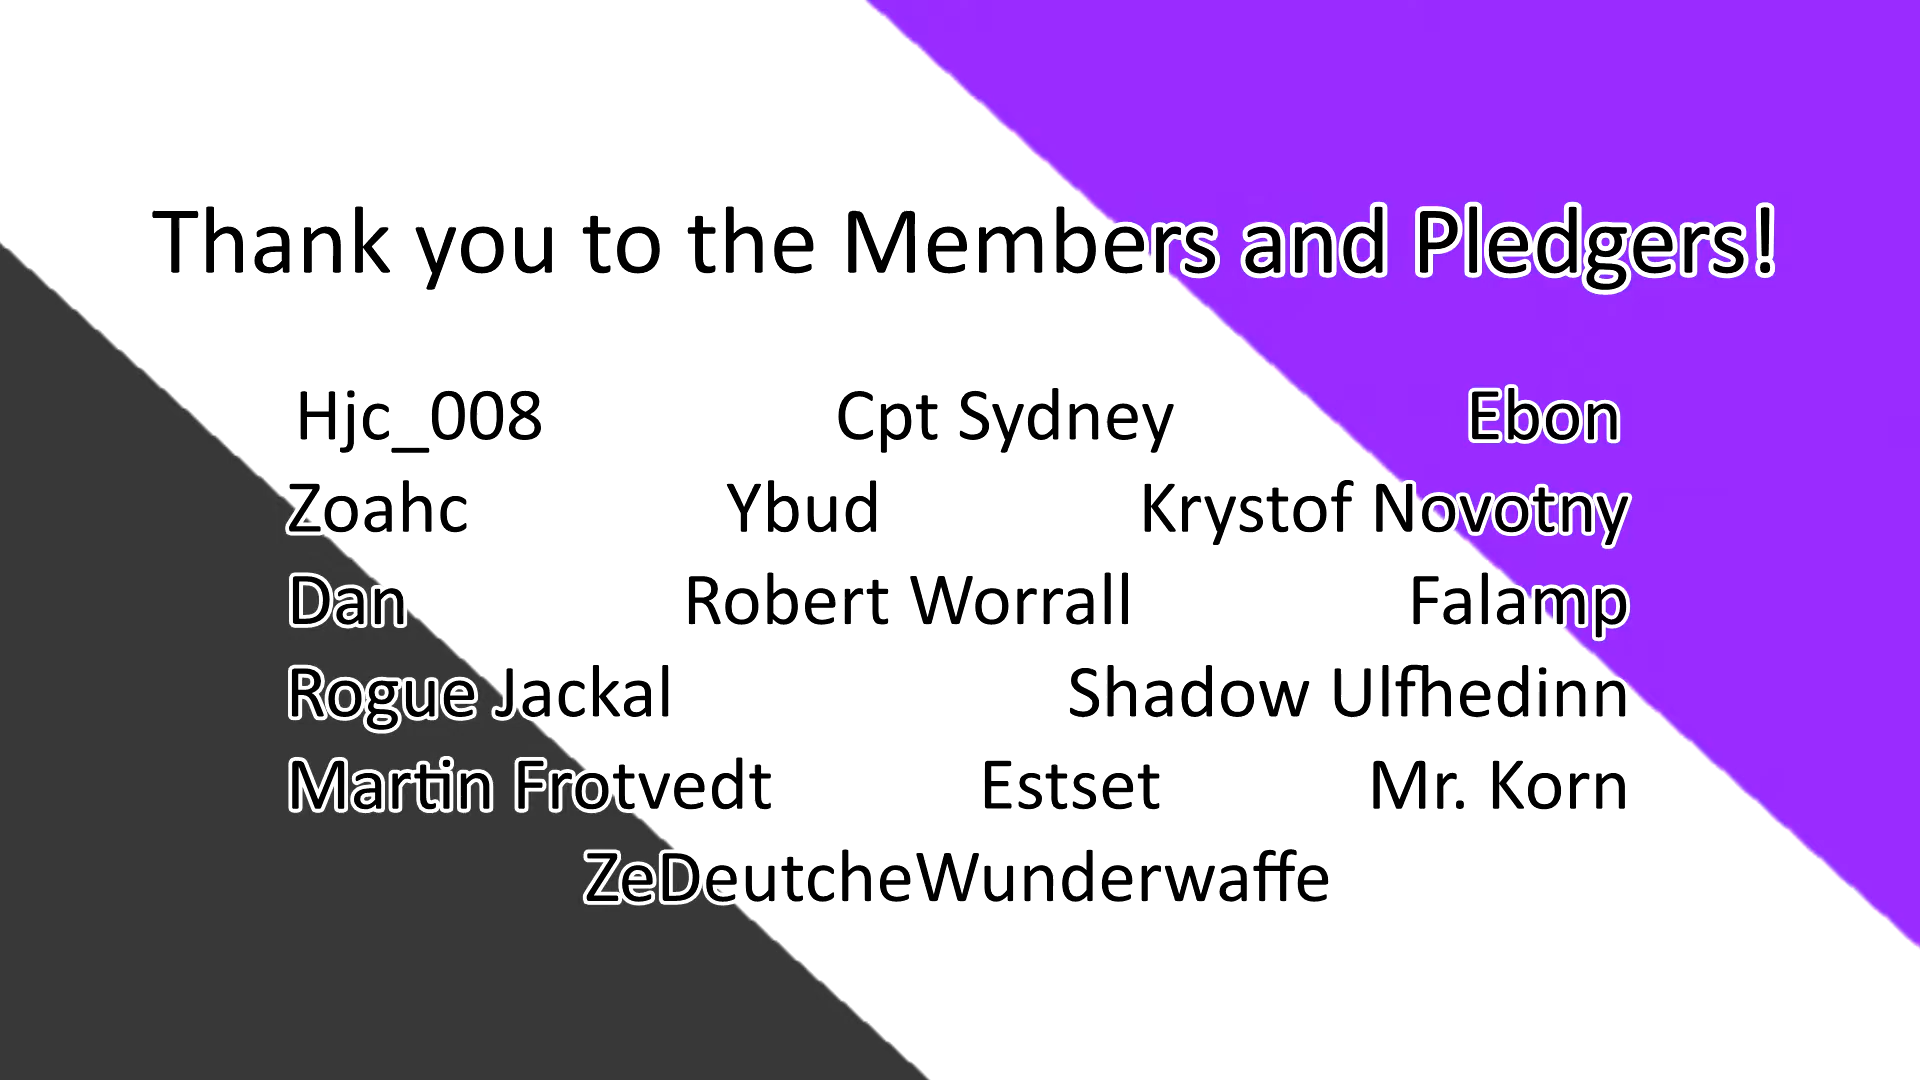 Thank you to the Members and Pledgers!
Hjc_008 Cpt Sydney Ebon
Zoahc Ybud Krystof Novotny
Dan Robert Worrall Falamp
Rogue Jackal Shadow Ulfhedinn
Martin Frotvedt Estset Mr. Korn
ZeDeutcheWunderwaffe